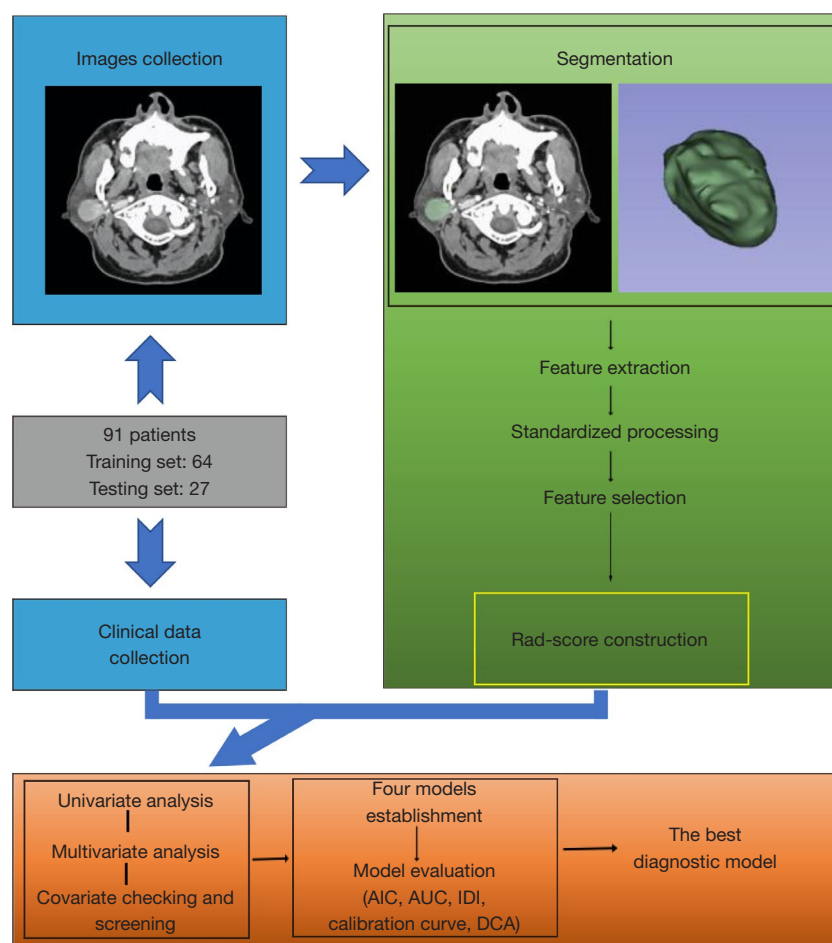 Images collection
Segmentation
91 patients
Training set: 64
Testing set: 27
Clinical data
collection
Feature extraction
Standardized processing
Feature selection
Rad-score construction
Univariate analysis
Multivariate analysis
Covariate checking and
screening
Four models
establishment
Model evaluation
(AIC, AUC, IDI,
calibration curve, DCA)
The best
diagnostic model